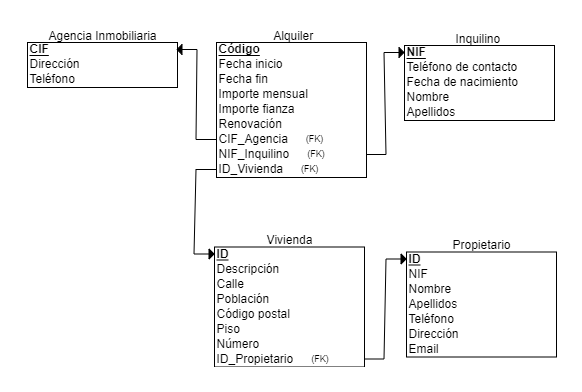 Agencia Inmobiliaria
CIF
Dirección
Teléfono
Alquiler
Código
Fecha inicio
Fecha fin
Importe mensual
Importe fianza
Renovación
CIF_Agencia (FK)
NIF_Inquilino (FK)
ID_Vivienda (FK)
Inquilino
NIF
Teléfono de contacto
Fecha de nacimiento
Nombre
Apellidos
Vivienda
ID
Descripción
Calle
Población
Código postal
Piso
Número
ID_Propietario (FK)
Propietario
ID
NIF
Nombre
Apellidos
Teléfono
Dirección
Email